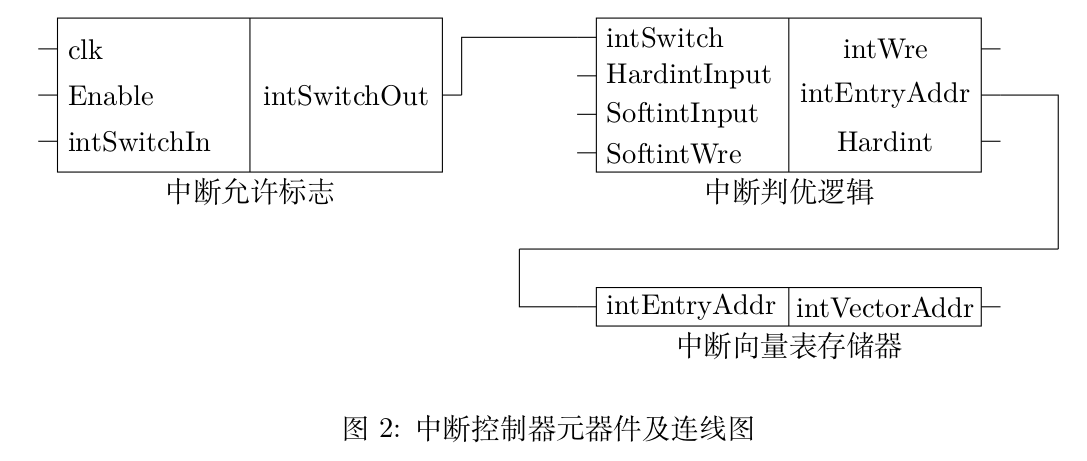 clk
Enable
intSwitchIn
intSwitchOut
中断允许标志
intSwitch
HardintInput
SoftintInput
SoftintWre
intWre
intEntryAddr
Hardint
中断判优逻辑
intEntryAddr
intVectorAddr
中断向量表存储器
图 2: 中断控制器元器件及连线图